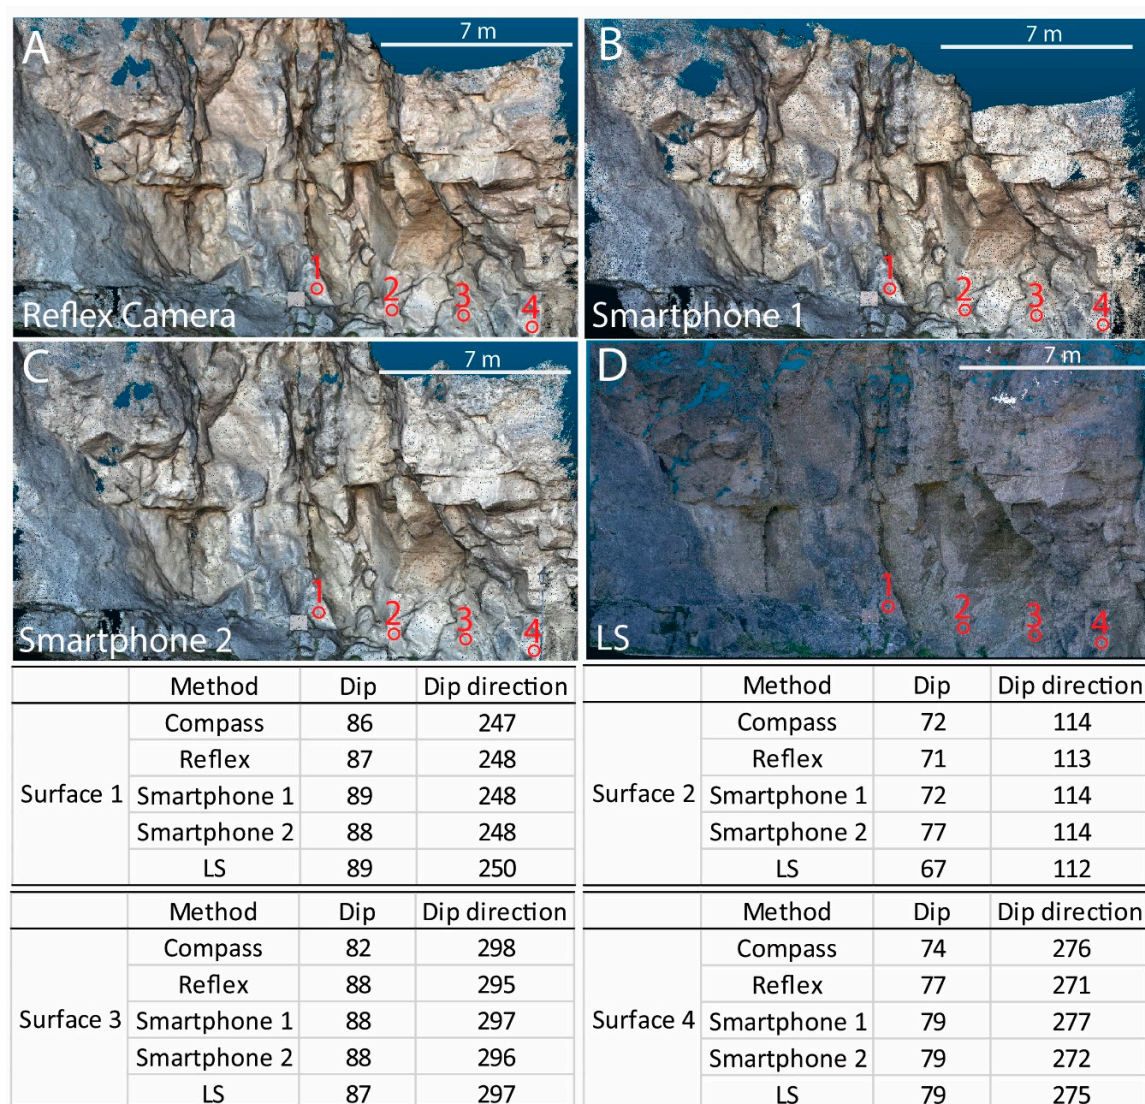 A
7 m
1
2
3
4
Reflex Camera
B
7 m
1
2
3
4
Smartphone 1
C
7 m
1
2
3
4
Smartphone 2
D
7 m
1
2
3
4
LS
Method Dip Dip direction
Surface 1
Compass 86 247
Reflex 87 248
Smartphone 1 89 248
Smartphone 2 88 248
LS 89 250
Method Dip Dip direction
Surface 2
Compass 72 114
Reflex 71 113
Smartphone 1 72 114
Smartphone 2 77 114
LS 67 112
Method Dip Dip direction
Surface 3
Compass 82 298
Reflex 88 295
Smartphone 1 88 297
Smartphone 2 88 296
LS 87 297
Method Dip Dip direction
Surface 4
Compass 74 276
Reflex 77 271
Smartphone 1 79 277
Smartphone 2 79 272
LS 79 275